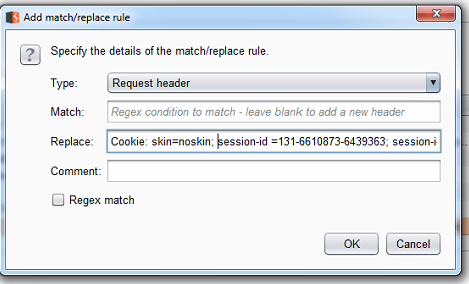 Add match/replace rule
? Specify the details of the match/replace rule.
Type: Request header
Match: Regex condition to match - leave blank to add a new header
Replace: Cookie: skin=noskin; session-id =131-6610873-6439363; session-i
Comment:
Regex match
OK Cancel